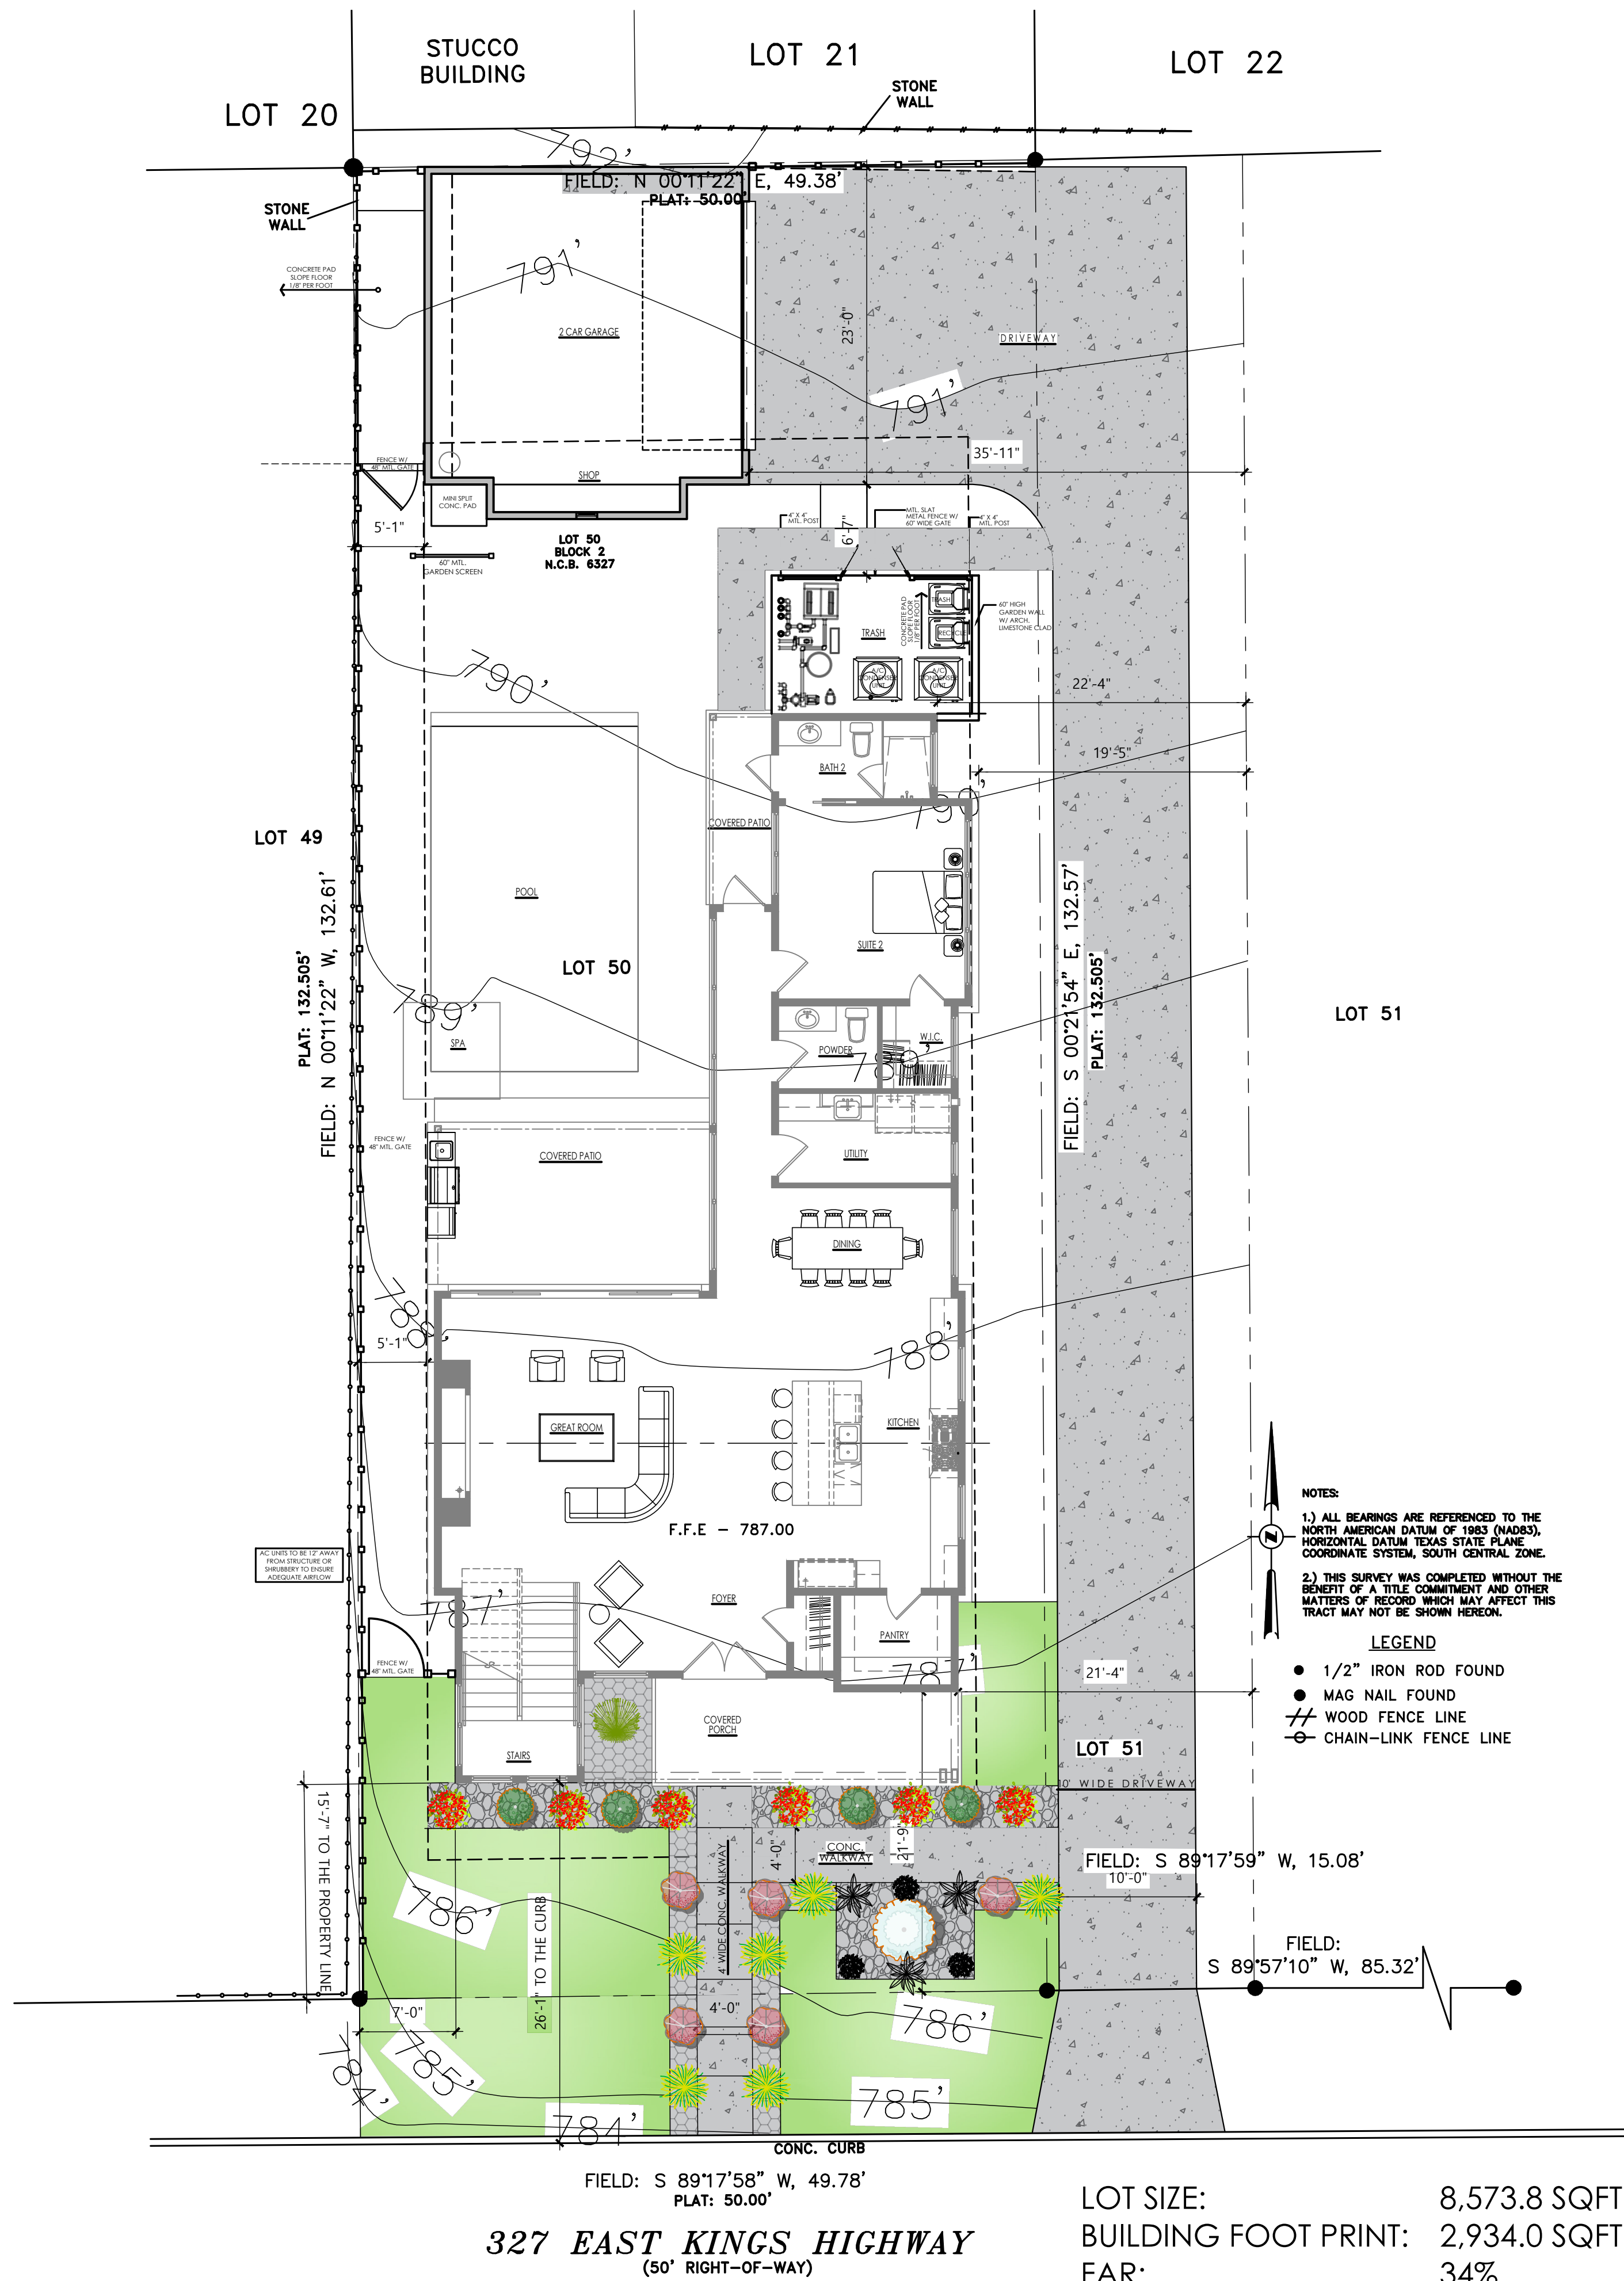 STUCCO
BUILDING
LOT 21
LOT 22
LOT 20
STONE
WALL
792'
FIELD: N 00°11'22" E, 49.38'
PLAT: 50.00'
STONE
WALL
CONCRETE PAD
SLOPE FLOOR
1/8" PER FOOT
791'
2 CAR GARAGE
23'-0"
DRIVEWAY
791'
35'-11"
FENCE W/
48" MTL. GATE
SHOP
MINI SPLIT
CONC. PAD
5'-1"
LOT 50
BLOCK 2
N.C.B. 6327
60" MTL.
GARDEN SCREEN
4" X 4"
MTL. POST
6'-7"
MTL. SLAT
METAL FENCE W/
60" WIDE GATE
4" X 4"
MTL. POST
TRASH
CONCRETE PAD
SLOPE FLOOR
1/8" PER FOOT
TRASH
RECYCLE
60" HIGH
GARDEN WALL
W/ ARCH.
LIMESTONE CLAD
A/C
CONDENSER
UNIT
A/C
CONDENSER
UNIT
790'
22'-4"
19'-5"
BATH 2
790'
COVERED PATIO
LOT 49
POOL
SUITE 2
LOT 50
PLAT: 132.505'
FIELD: N 00°11'22" W, 132.61'
FIELD: S 00°21'54" E, 132.57'
PLAT: 132.505'
LOT 51
789'
SPA
POWDER
W.I.C.
789'
FENCE W/
48" MTL. GATE
COVERED PATIO
UTILITY
DINING
788'
5'-1"
788'
GREAT ROOM
KITCHEN
F.F.E - 787.00
AC UNITS TO BE 12" AWAY
FROM STRUCTURE OR
SHRUBBERY TO ENSURE
ADEQUATE AIRFLOW
N
NOTES:
1.) ALL BEARINGS ARE REFERENCED TO THE
NORTH AMERICAN DATUM OF 1983 (NAD83),
HORIZONTAL DATUM TEXAS STATE PLANE
COORDINATE SYSTEM, SOUTH CENTRAL ZONE.
2.) THIS SURVEY WAS COMPLETED WITHOUT THE
BENEFIT OF A TITLE COMMITMENT AND OTHER
MATTERS OF RECORD WHICH MAY AFFECT THIS
TRACT MAY NOT BE SHOWN HEREON.
LEGEND
1/2" IRON ROD FOUND
MAG NAIL FOUND
WOOD FENCE LINE
CHAIN-LINK FENCE LINE
787'
FOYER
PANTRY
787'
FENCE W/
48" MTL. GATE
21'-4"
COVERED
PORCH
STAIRS
LOT 51
10' WIDE DRIVEWAY
15'-7" TO THE PROPERTY LINE
4' WIDE CONC. WALKWAY
4'-0"
CONC.
WALKWAY
21'-9"
FIELD: S 89°17'59" W, 15.08'
10'-0"
786'
26'-1" TO THE CURB
FIELD:
S 89°57'10" W, 85.32'
7'-0"
4'-0"
786'
784'
785'
785'
784'
CONC. CURB
FIELD: S 89°17'58" W, 49.78'
PLAT: 50.00'
327 EAST KINGS HIGHWAY
(50' RIGHT-OF-WAY)
LOT SIZE: 8,573.8 SQFT
BUILDING FOOT PRINT: 2,934.0 SQFT
FAR: 34%